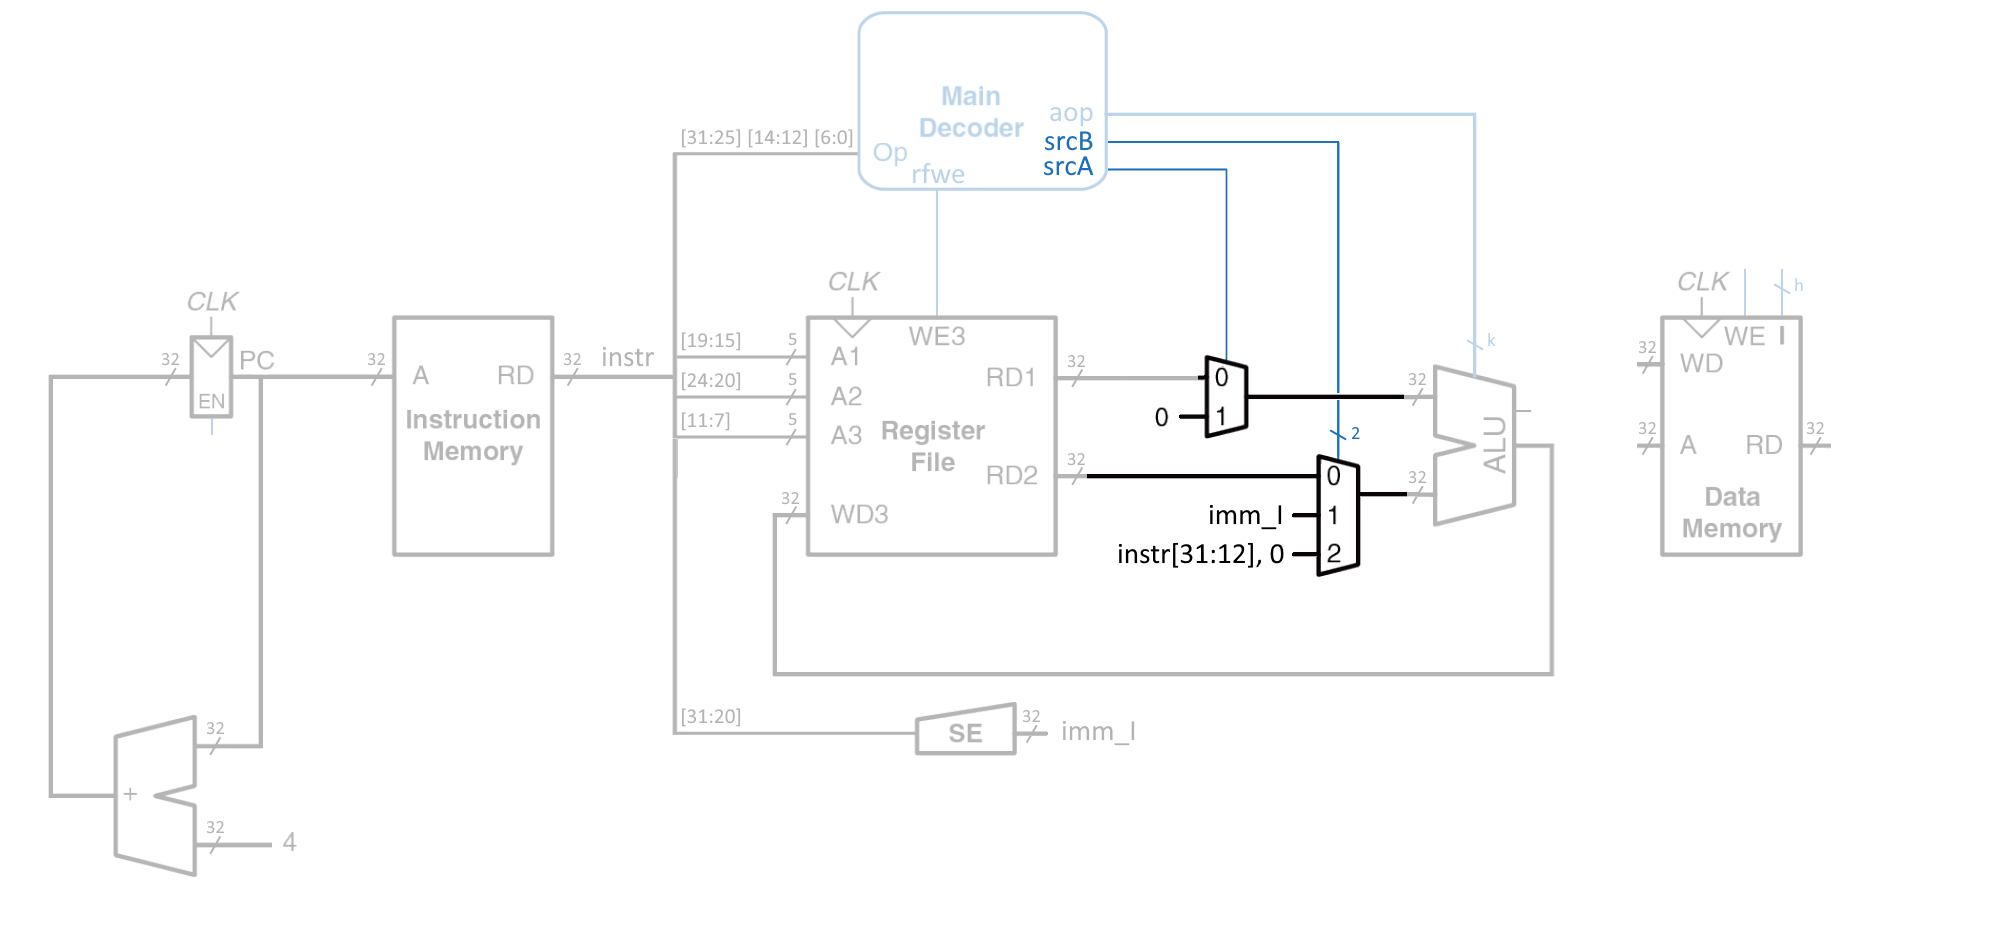 Main
Decoder
aop
srcB
srcA
Op
rfwe
[31:25] [14:12] [6:0]
CLK
32
EN
PC
32
A
RD
Instruction
Memory
32
instr
[19:15]
[24:20]
[11:7]
5
5
5
32
CLK
WE3
A1
A2
A3
WD3
RD1
RD2
Register
File
32
32
0
0
1
2
0
1
2
imm_I
instr[31:12], 0
32
32
k
ALU
CLK
WE
I
h
32
WD
32
A
RD
32
Data
Memory
[31:20]
SE
32
imm_I
32
+
32
4